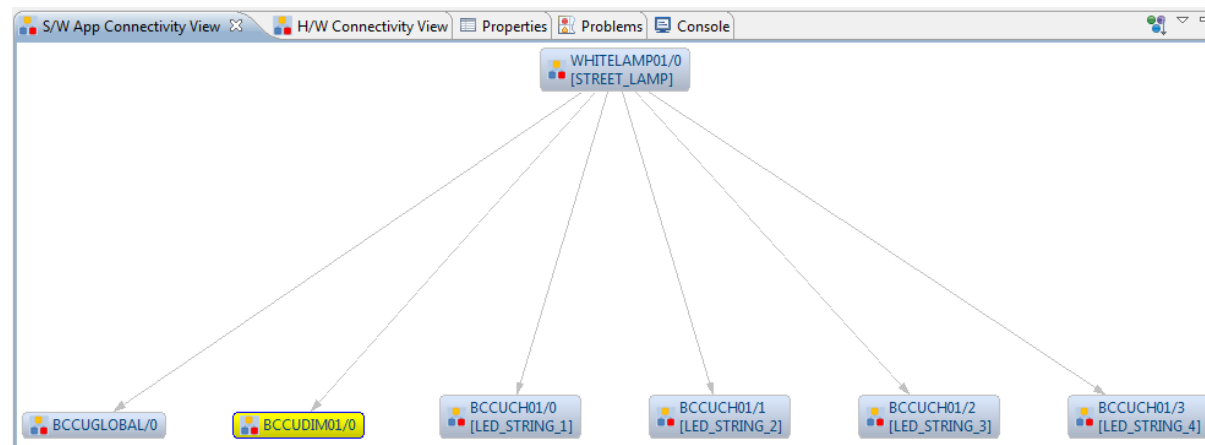 S/W App Connectivity View
H/W Connectivity View
Properties
Problems
Console
WHITELAMP01/0
[STREET_LAMP]
BCCUGLOBAL/0
BCCUDIM01/0
BCCUCH01/0
[LED_STRING_1]
BCCUCH01/1
[LED_STRING_2]
BCCUCH01/2
[LED_STRING_3]
BCCUCH01/3
[LED_STRING_4]